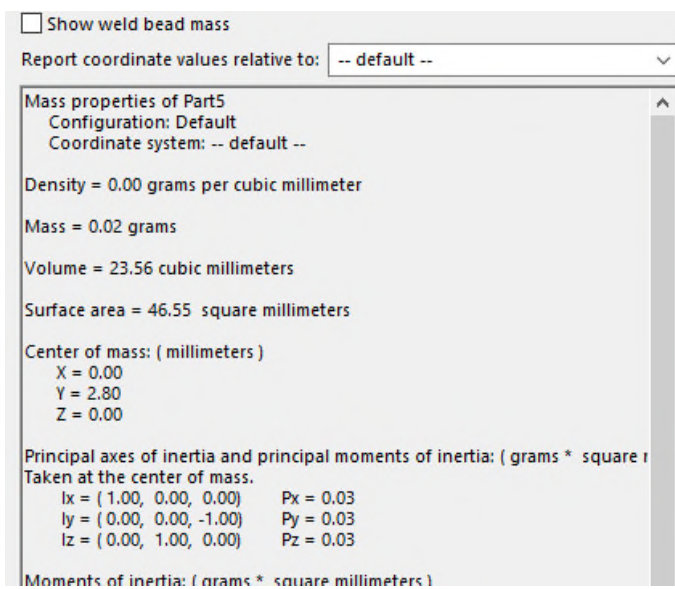 Show weld bead mass
Report coordinate values relative to: -- default --
Mass properties of Part5
Configuration: Default
Coordinate system: -- default --
Density = 0.00 grams per cubic millimeter
Mass = 0.02 grams
Volume = 23.56 cubic millimeters
Surface area = 46.55 square millimeters
Center of mass: ( millimeters )
X = 0.00
Y = 2.80
Z = 0.00
Principal axes of inertia and principal moments of inertia: ( grams * square
Taken at the center of mass.
Ix = ( 1.00, 0.00, 0.00) Px = 0.03
Iy = ( 0.00, 0.00, -1.00) Py = 0.03
Iz = ( 0.00, 1.00, 0.00) Pz = 0.03
Moments of inertia: ( grams * square millimeters )